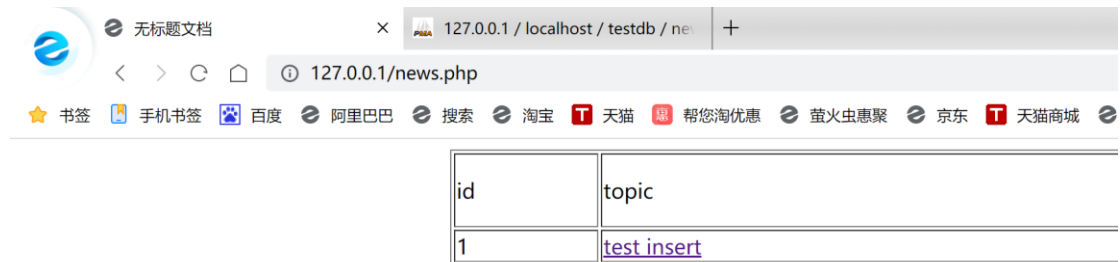 无标题文档 × PMA 127.0.0.1 / localhost / testdb / ne
127.0.0.1/news.php
书签 手机书签 百度 阿里巴巴 搜索 淘宝 T 天猫 帮您淘优惠 萤火虫惠聚 京东 T 天猫商城
id topic
1 test insert